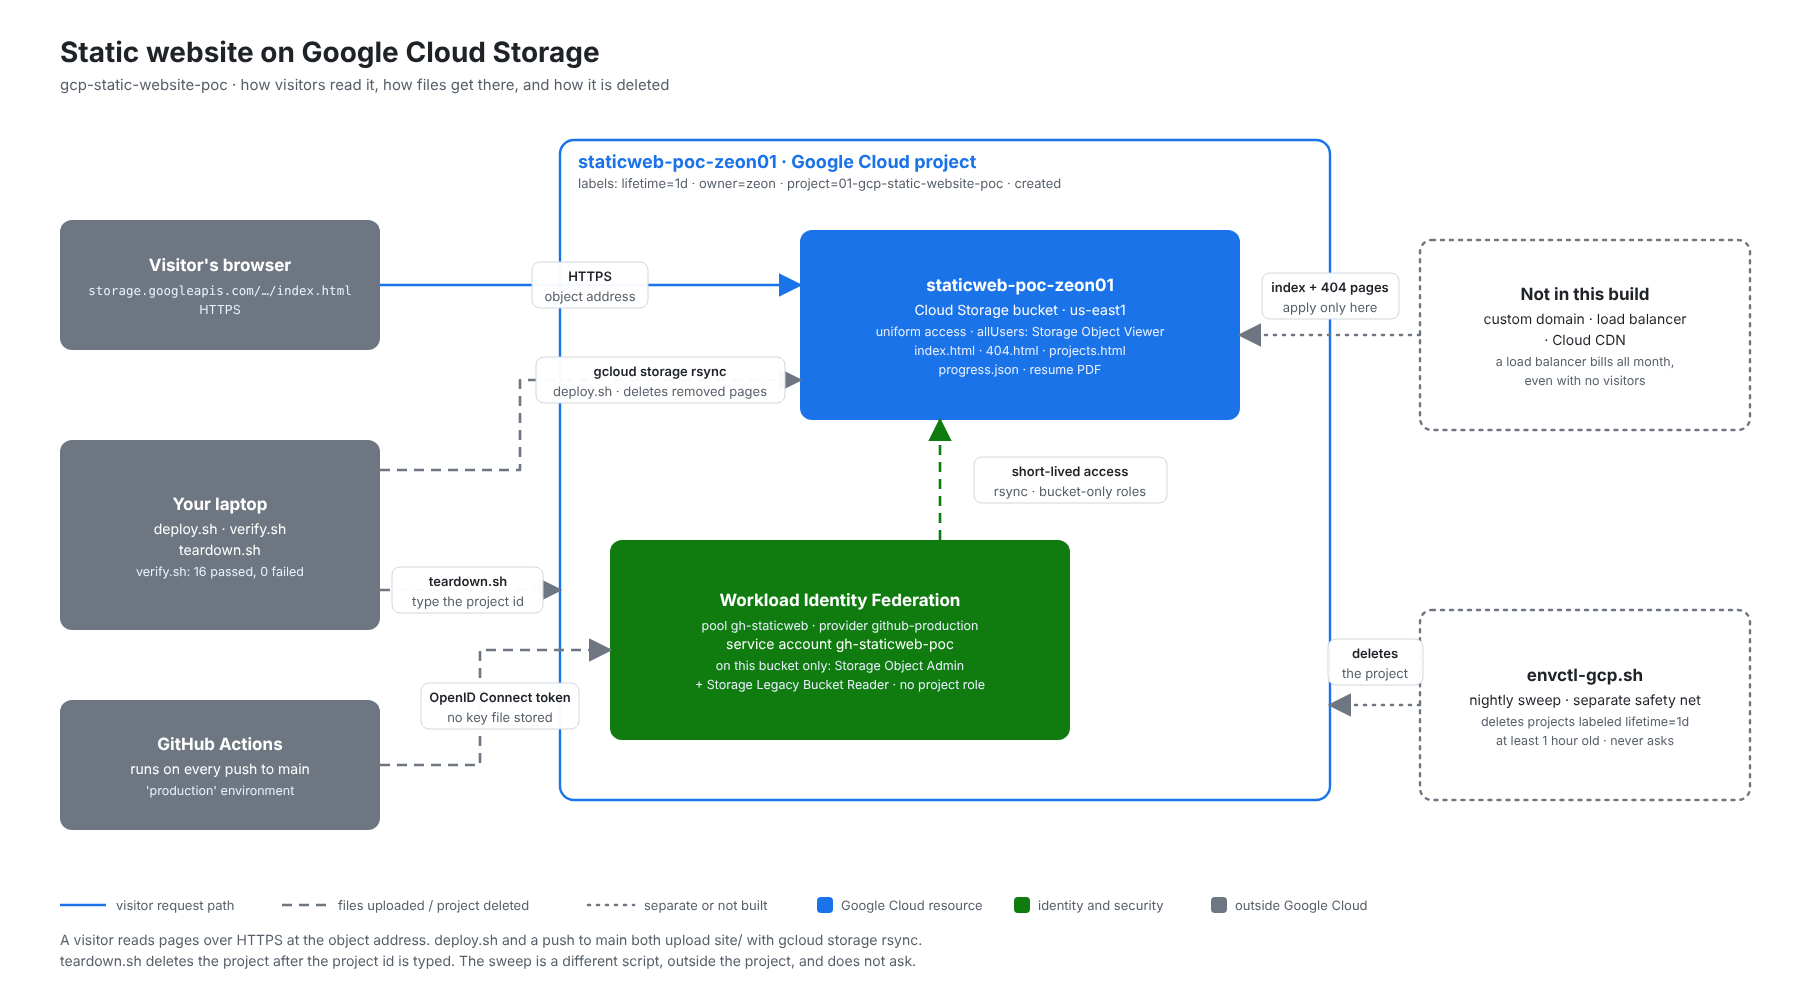 Static website on Google Cloud Storage
gcp-static-website-poc · how visitors read it, how files get there, and how it is deleted
staticweb-poc-zeon01 · Google Cloud project
labels: lifetime=1d · owner=zeon · project=01-gcp-static-website-poc · created
Visitor's browser
storage.googleapis.com/…/index.html
HTTPS
HTTPS
object address
staticweb-poc-zeon01
Cloud Storage bucket · us-east1
uniform access · allUsers: Storage Object Viewer
index.html · 404.html · projects.html
progress.json · resume PDF
index + 404 pages
apply only here
Not in this build
custom domain · load balancer
· Cloud CDN
a load balancer bills all month,
even with no visitors
gcloud storage rsync
deploy.sh · deletes removed pages
Your laptop
deploy.sh · verify.sh
teardown.sh
verify.sh: 16 passed, 0 failed
short-lived access
rsync · bucket-only roles
teardown.sh
type the project id
Workload Identity Federation
pool gh-staticweb · provider github-production
service account gh-staticweb-poc
on this bucket only: Storage Object Admin
+ Storage Legacy Bucket Reader · no project role
OpenID Connect token
no key file stored
GitHub Actions
runs on every push to main
'production' environment
deletes
the project
envctl-gcp.sh
nightly sweep · separate safety net
deletes projects labeled lifetime=1d
at least 1 hour old · never asks
visitor request path
files uploaded / project deleted
separate or not built
Google Cloud resource
identity and security
outside Google Cloud
A visitor reads pages over HTTPS at the object address. deploy.sh and a push to main both upload site/ with gcloud storage rsync.
teardown.sh deletes the project after the project id is typed. The sweep is a different script, outside the project, and does not ask.